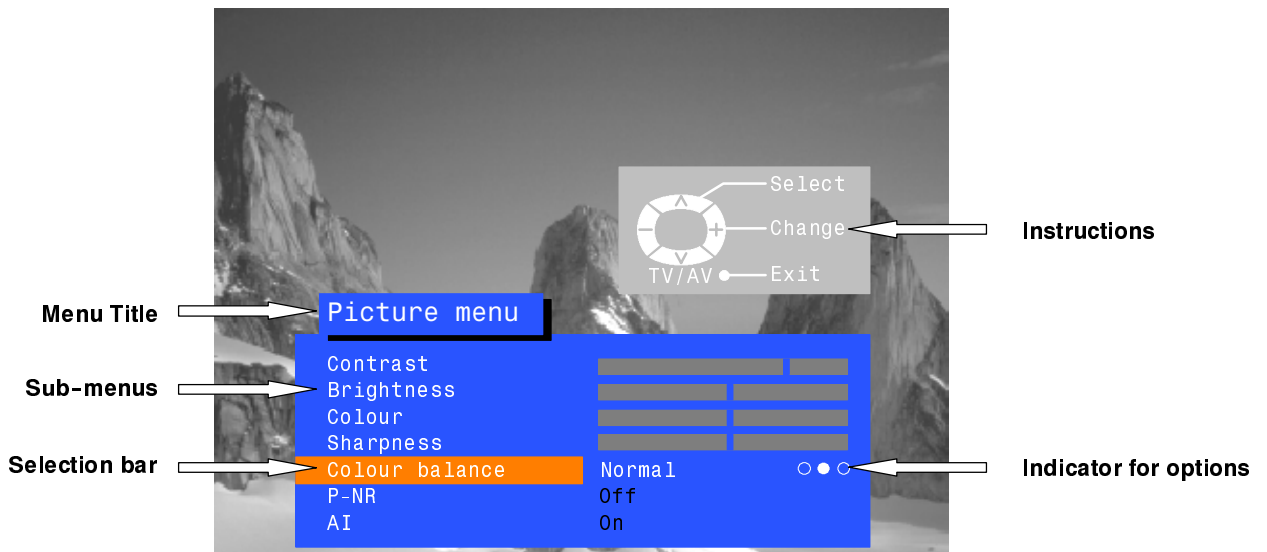 Select
Change
Instructions
TV/AV
Exit
Menu Title
Picture menu
Contrast
Sub-menus
Brightness
Colour
Sharpness
Selection bar
Colour balance
Normal
Indicator for options
P-NR
Off
AI
On